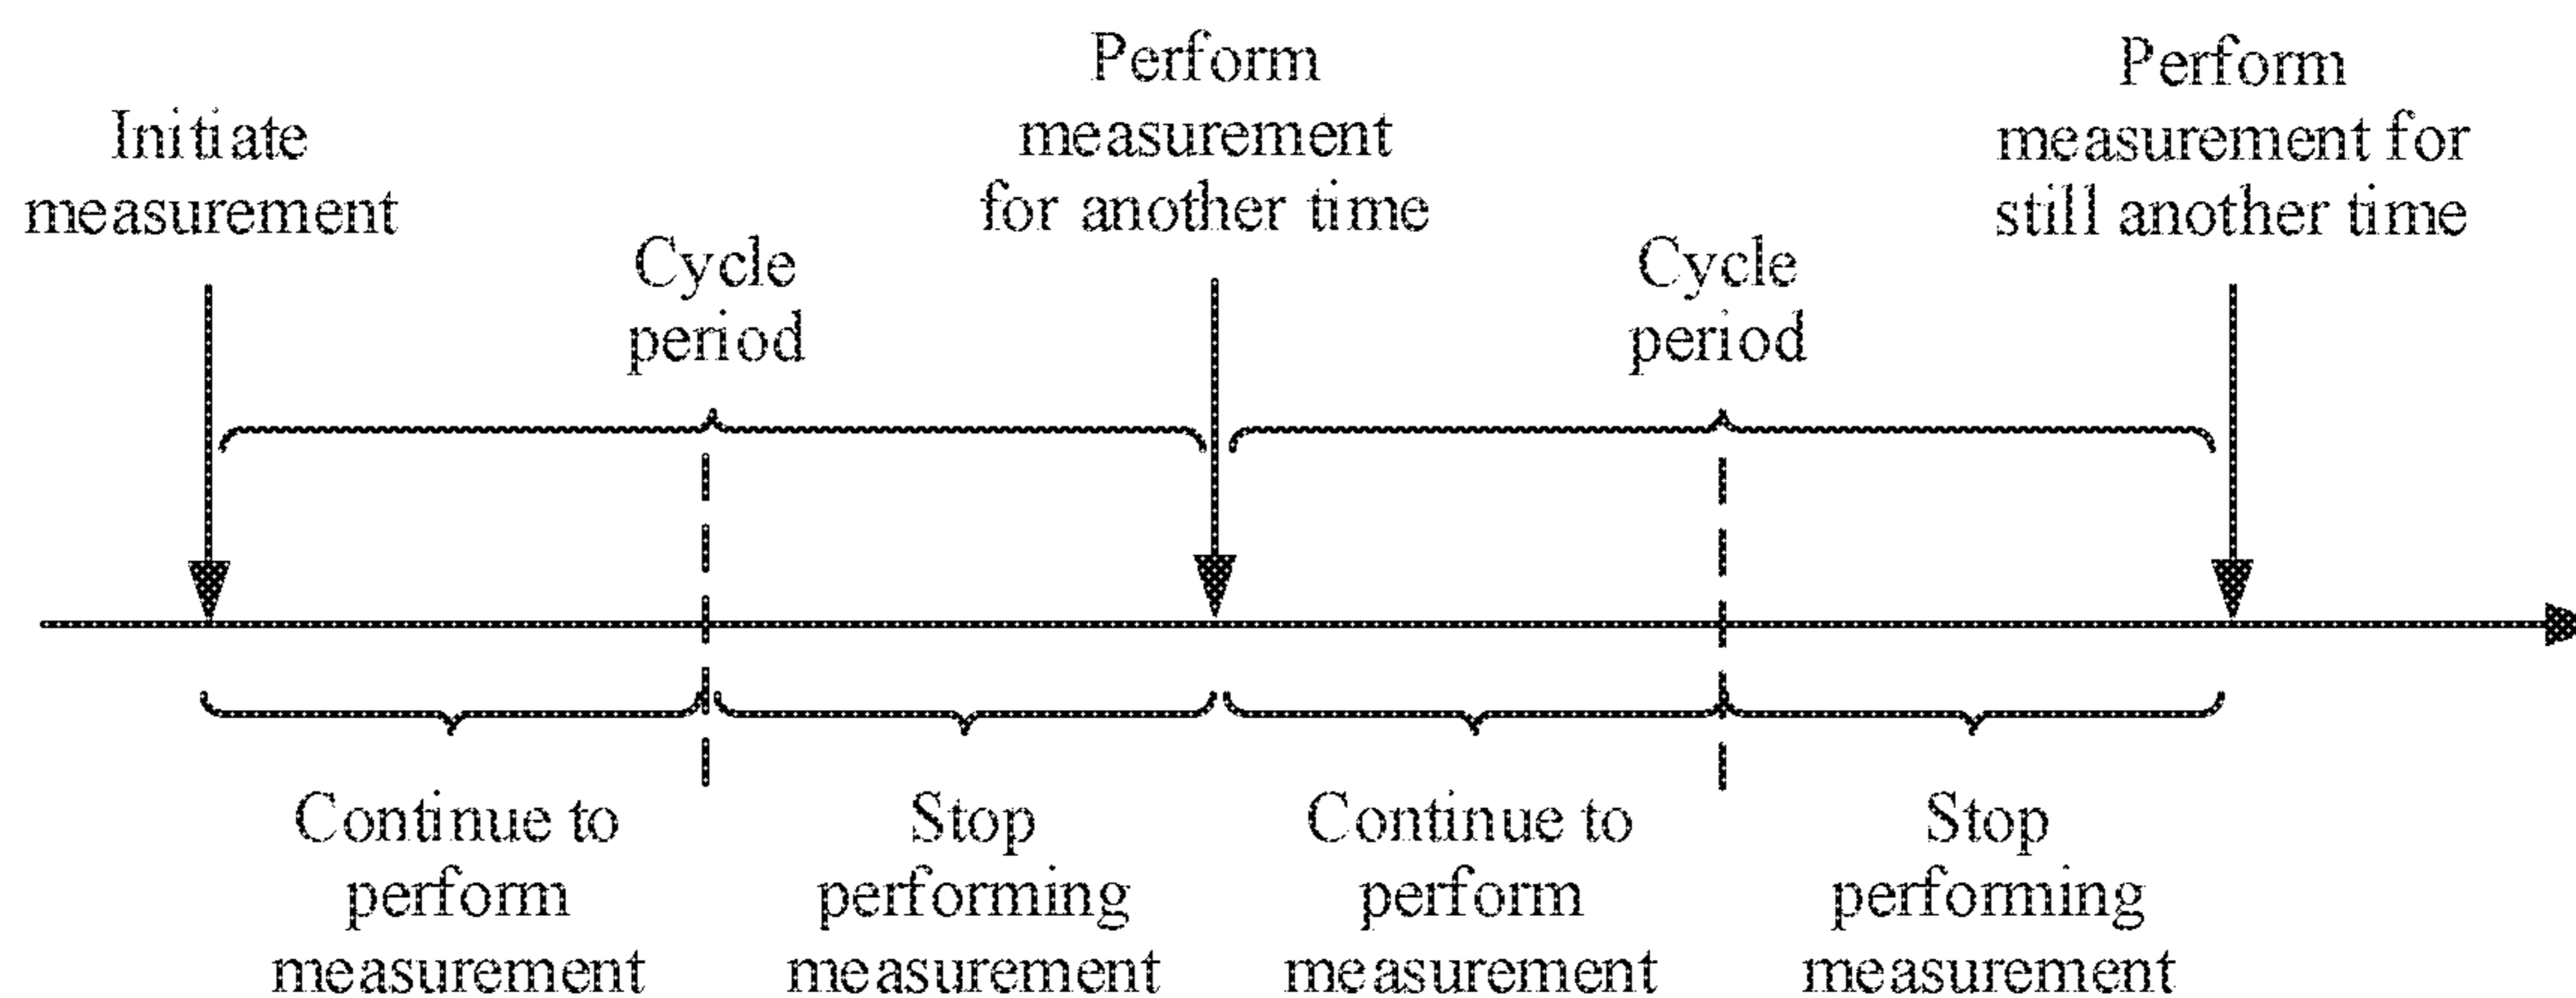 Initiate
measurement
Cycle
period
Perform
measurement
for another time
Cycle
period
Perform
measurement for
still another time
Continue to
perform
measurement
Stop
performing
measurement
Continue to
perform
measurement
Stop
performing
measurement